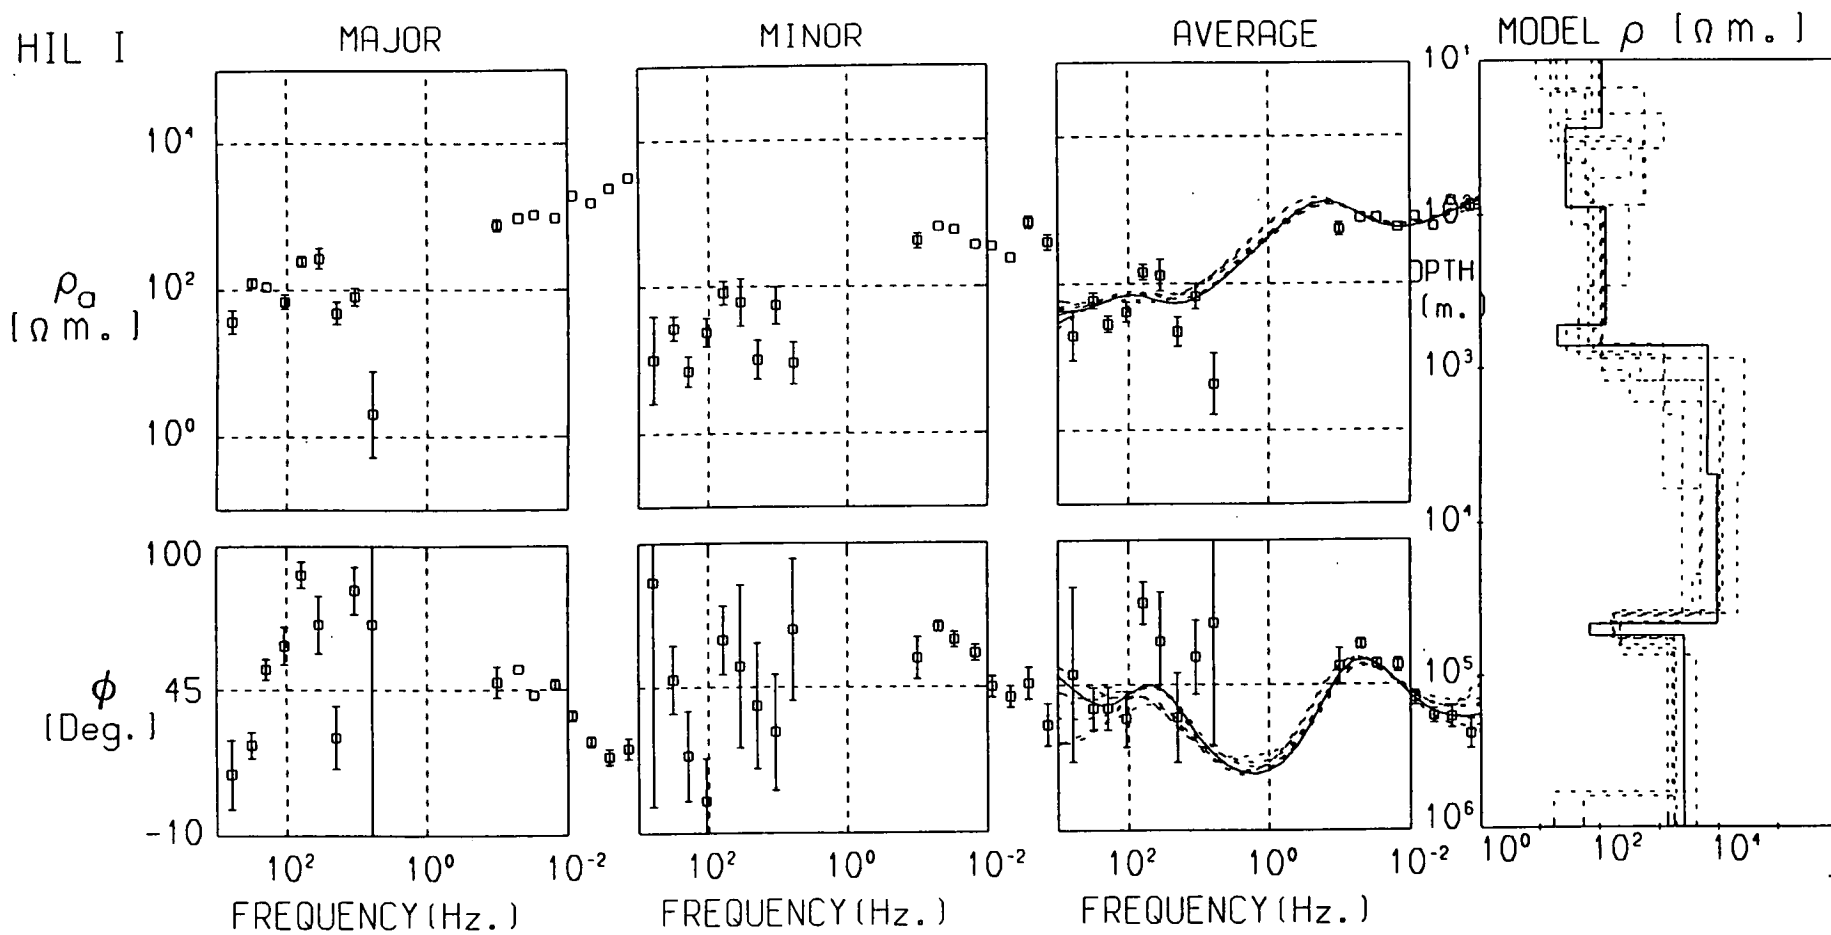 HIL I
MAJOR
MINOR
AVERAGE
MODEL ρ [Ω m.]
10⁴
10²
10⁰
ρa
[Ω m.]
100
45
-10
ϕ
[Deg.]
10² 10⁰ 10⁻²
10² 10⁰ 10⁻²
10² 10⁰ 10⁻²
FREQUENCY(Hz.)
FREQUENCY(Hz.)
FREQUENCY(Hz.)
10¹
10²
DPTH
(m.)
10³
10⁴
10⁵
10⁶
10⁰ 10² 10⁴